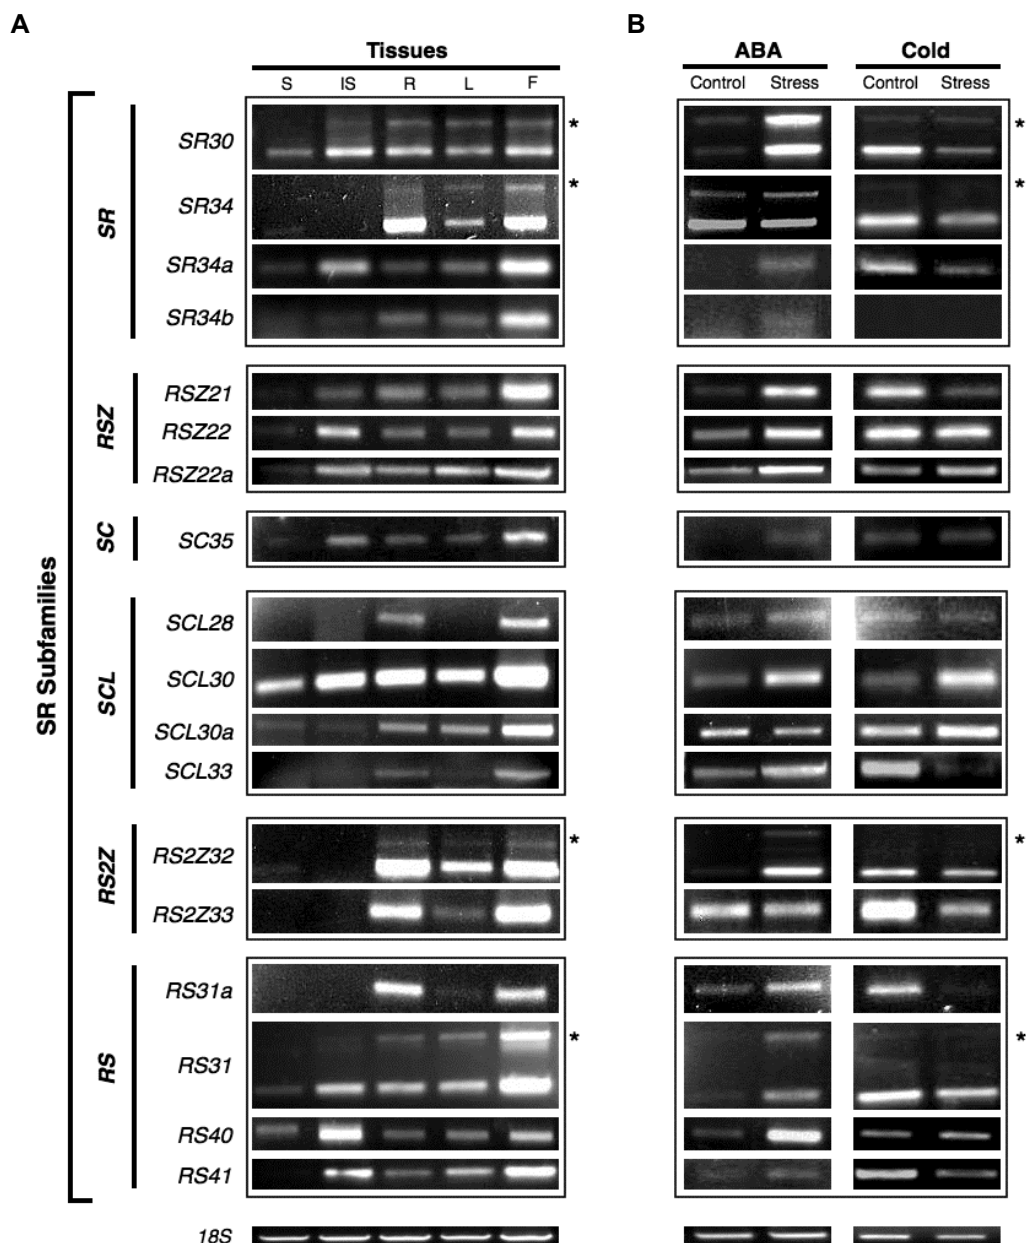 A B
Tissues ABA Cold
S IS R L F Control Stress Control Stress
SR Subfamilies
SR
SR30 * *
SR34 * *
SR34a
SR34b
RSZ
RSZ21
RSZ22
RSZ22a
SC
SC35
SCL
SCL28
SCL30
SCL30a
SCL33
RS2Z
RS2Z32 * *
RS2Z33
RS
RS31a
RS31 * *
RS40
RS41
18S